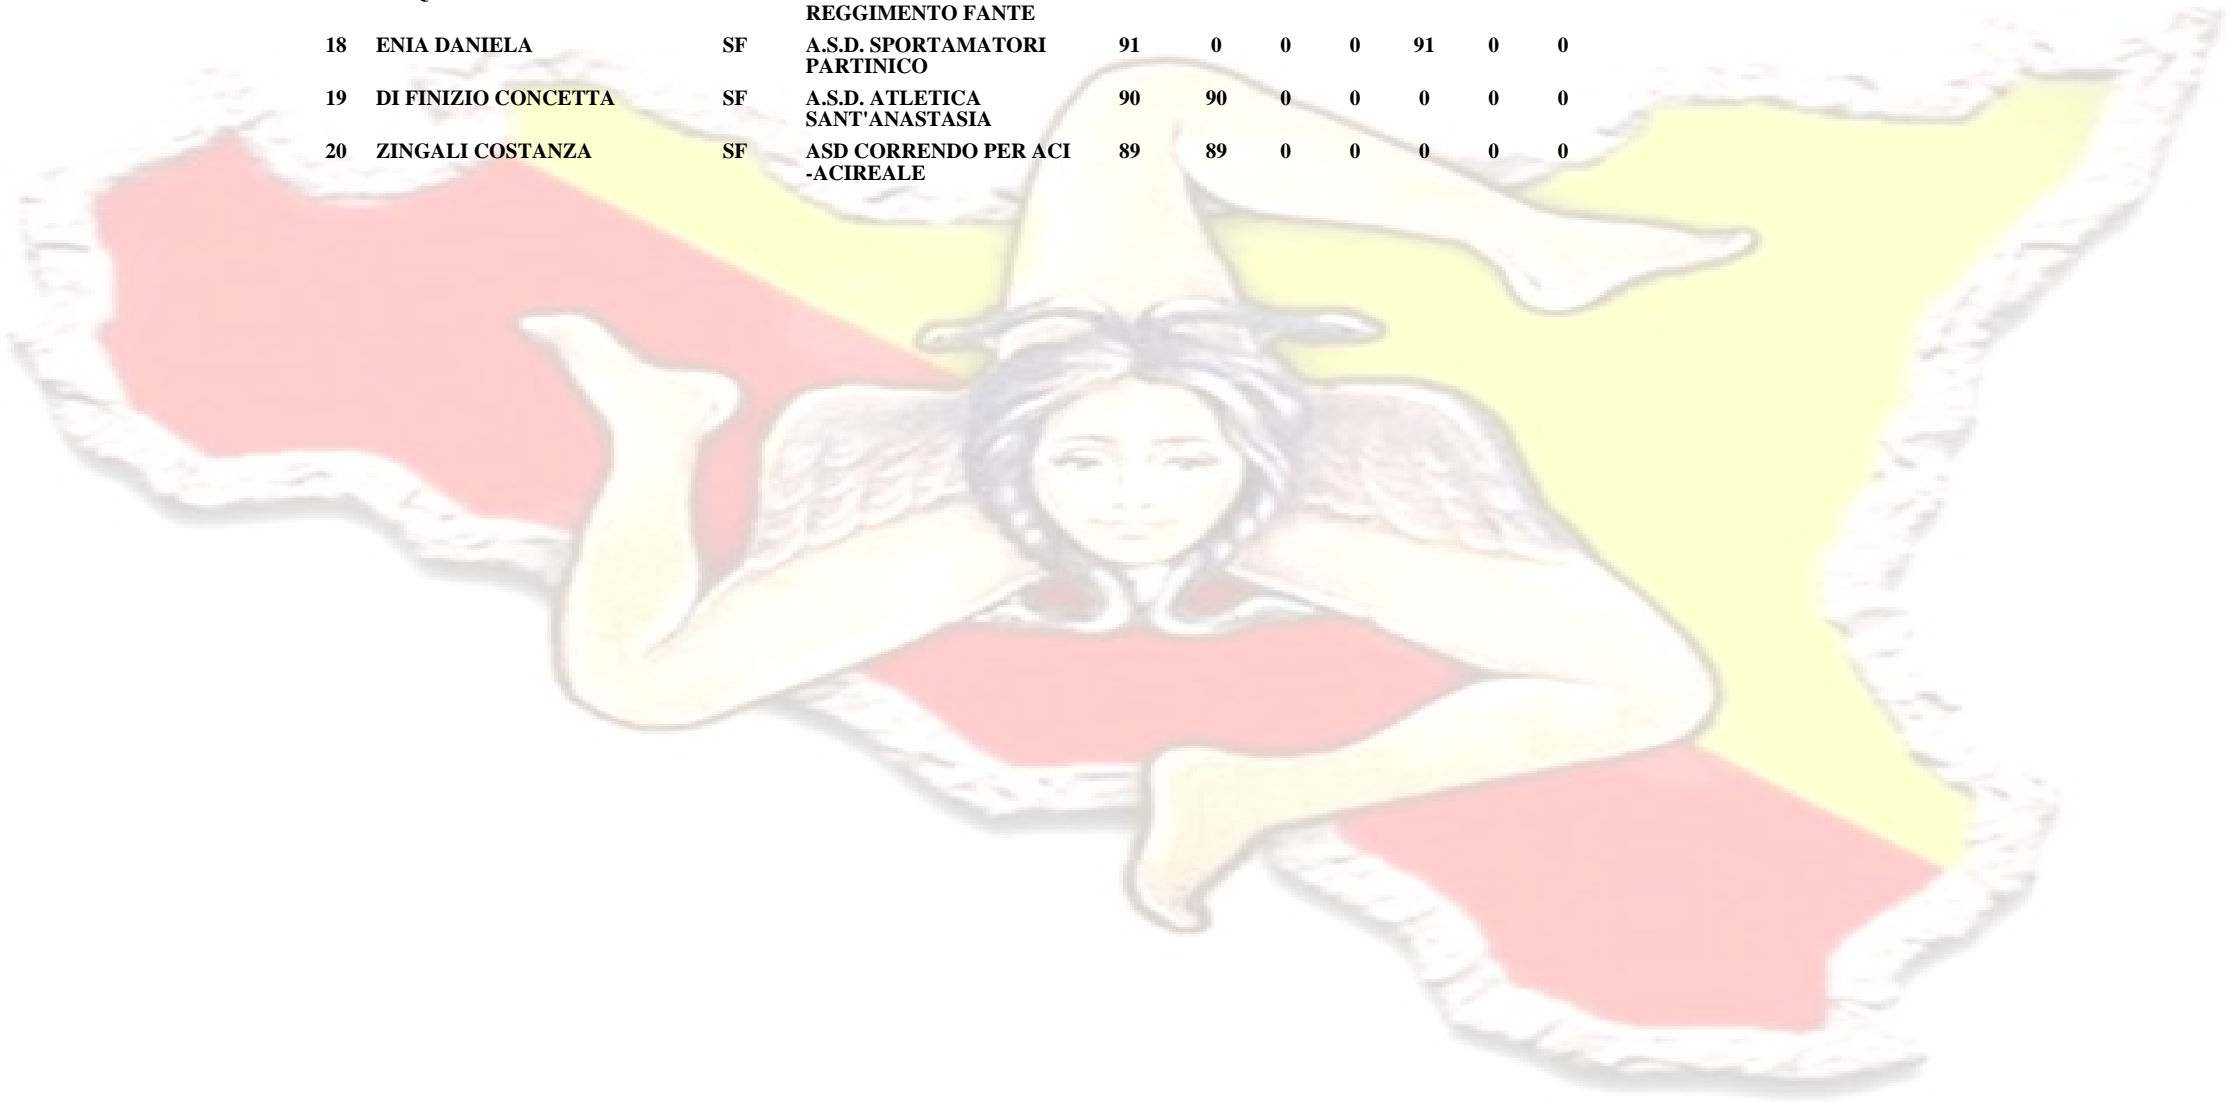 REGGIMENTO FANTE
18 ENIA DANIELA SF A.S.D. SPORTAMATORI 91 0 0 0 91 0 0
PARTINICO
19 DI FINIZIO CONCETTA SF A.S.D. ATLETICA 90 90 0 0 0 0 0
SANT'ANASTASIA
20 ZINGALI COSTANZA SF ASD CORRENDO PER ACI 89 89 0 0 0 0 0
-ACIREALE